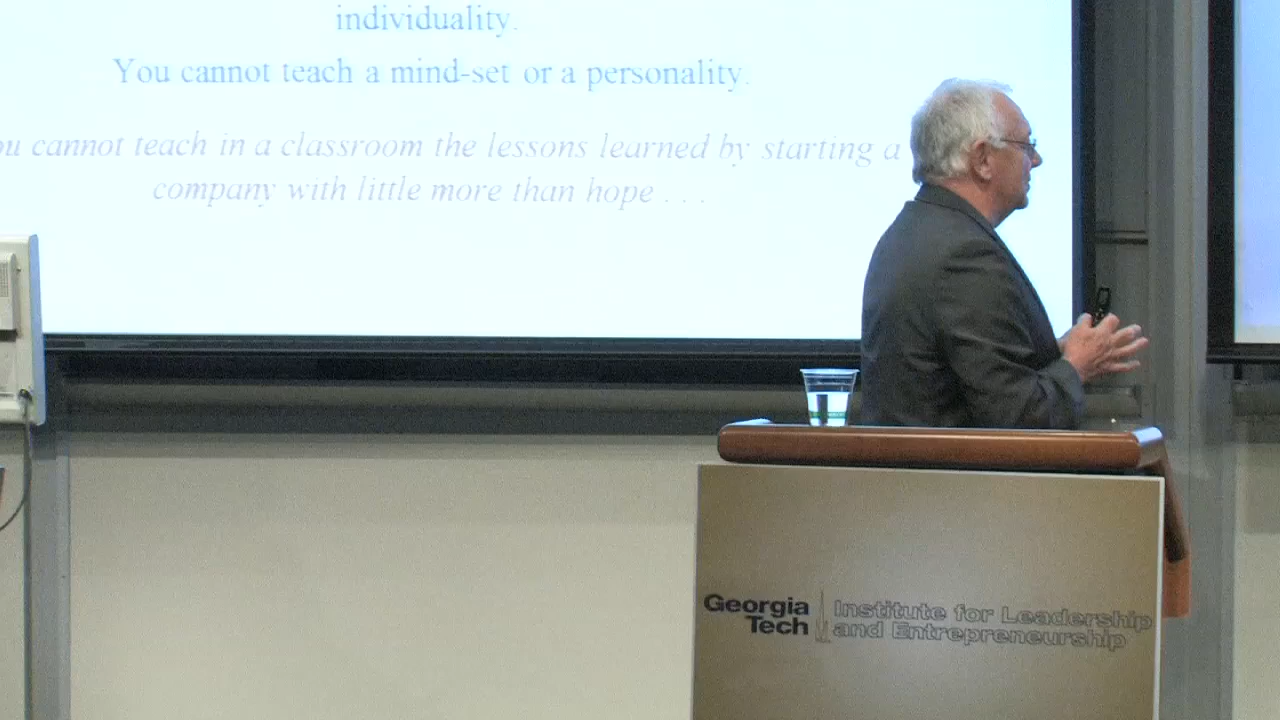 individuality.
You cannot teach a mind-set or a personality.
ou cannot teach in a classroom the lessons learned by starting a
company with little more than hope . . .
Georgia Tech
Institute for Leadership
and Entrepreneurship